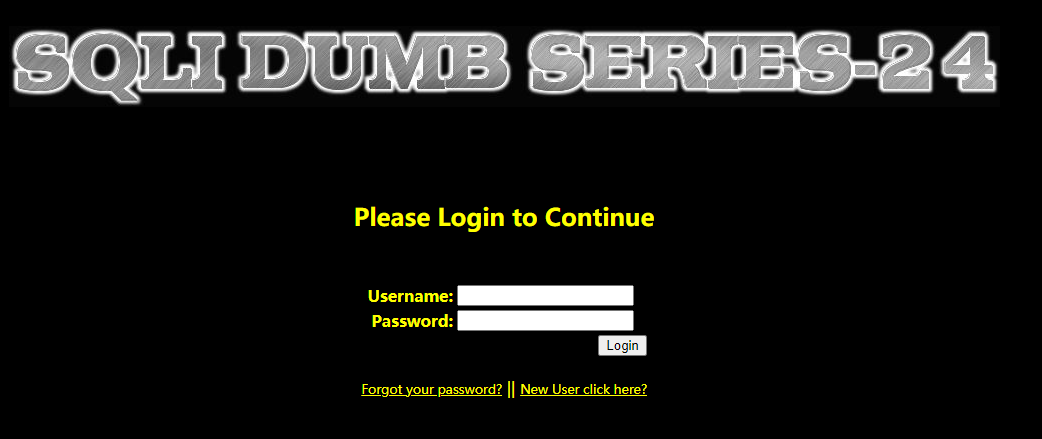 SQLI DUMB SERIES-24
Please Login to Continue
Username:
Password:
Login
Forgot your password? || New User click here?